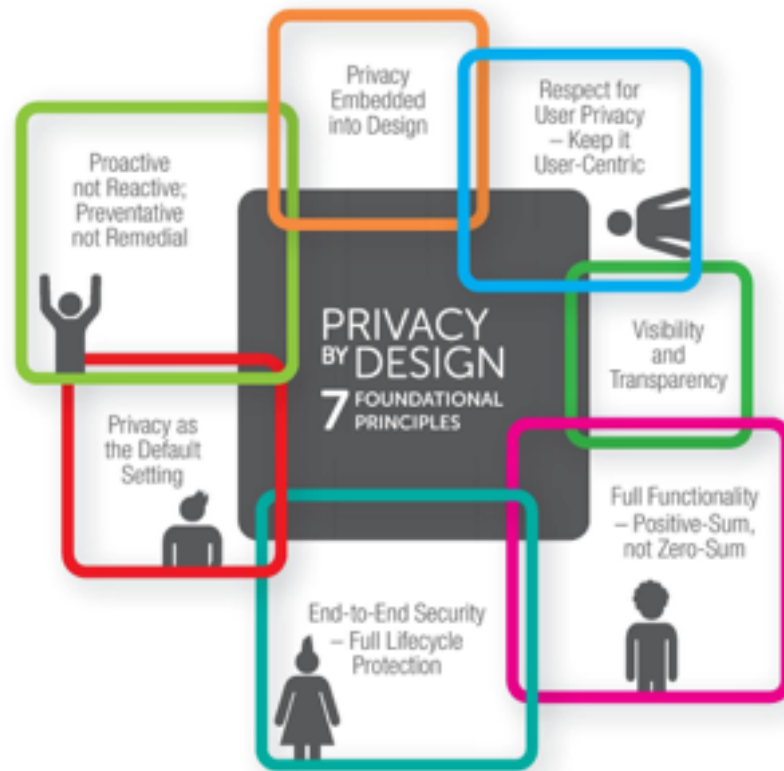 Privacy
Embedded
into Design
Respect for
User Privacy
– Keep it
User-Centric
Proactive
not Reactive;
Preventative
not Remedial
PRIVACY
BY DESIGN
7 FOUNDATIONAL
PRINCIPLES
Visibility
and
Transparency
Privacy as
the Default
Setting
Full Functionality
– Positive-Sum,
not Zero-Sum
End-to-End Security
– Full Lifecycle
Protection